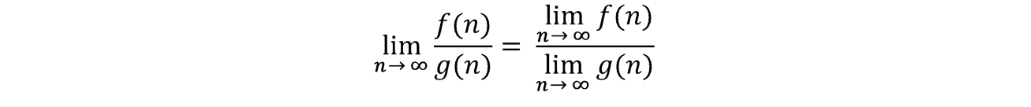 lim_{n→∞} f(n)/g(n) = lim_{n→∞} f(n) / lim_{n→∞} g(n)